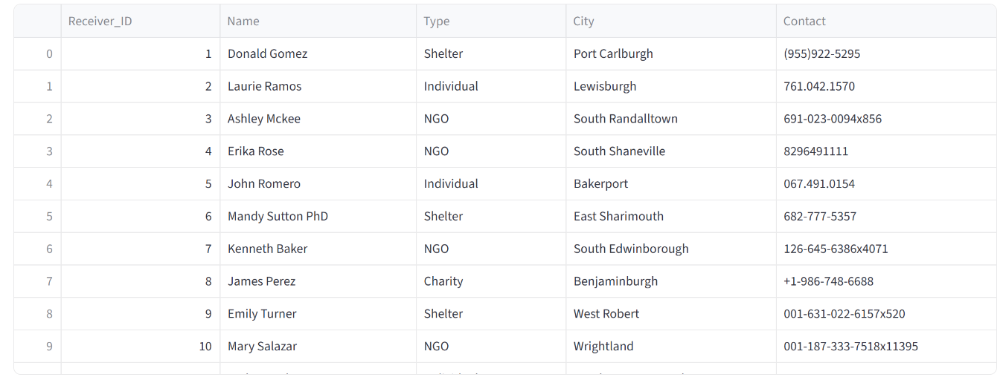 Receiver_ID Name Type City Contact
0 1 Donald Gomez Shelter Port Carlburgh (955)922-5295
1 2 Laurie Ramos Individual Lewisburgh 761.042.1570
2 3 Ashley Mckee NGO South Randalltown 691-023-0094x856
3 4 Erika Rose NGO South Shaneville 8296491111
4 5 John Romero Individual Bakerport 067.491.0154
5 6 Mandy Sutton PhD Shelter East Sharimouth 682-777-5357
6 7 Kenneth Baker NGO South Edwinborough 126-645-6386x4071
7 8 James Perez Charity Benjaminburgh +1-986-748-6688
8 9 Emily Turner Shelter West Robert 001-631-022-6157x520
9 10 Mary Salazar NGO Wrightland 001-187-333-7518x11395